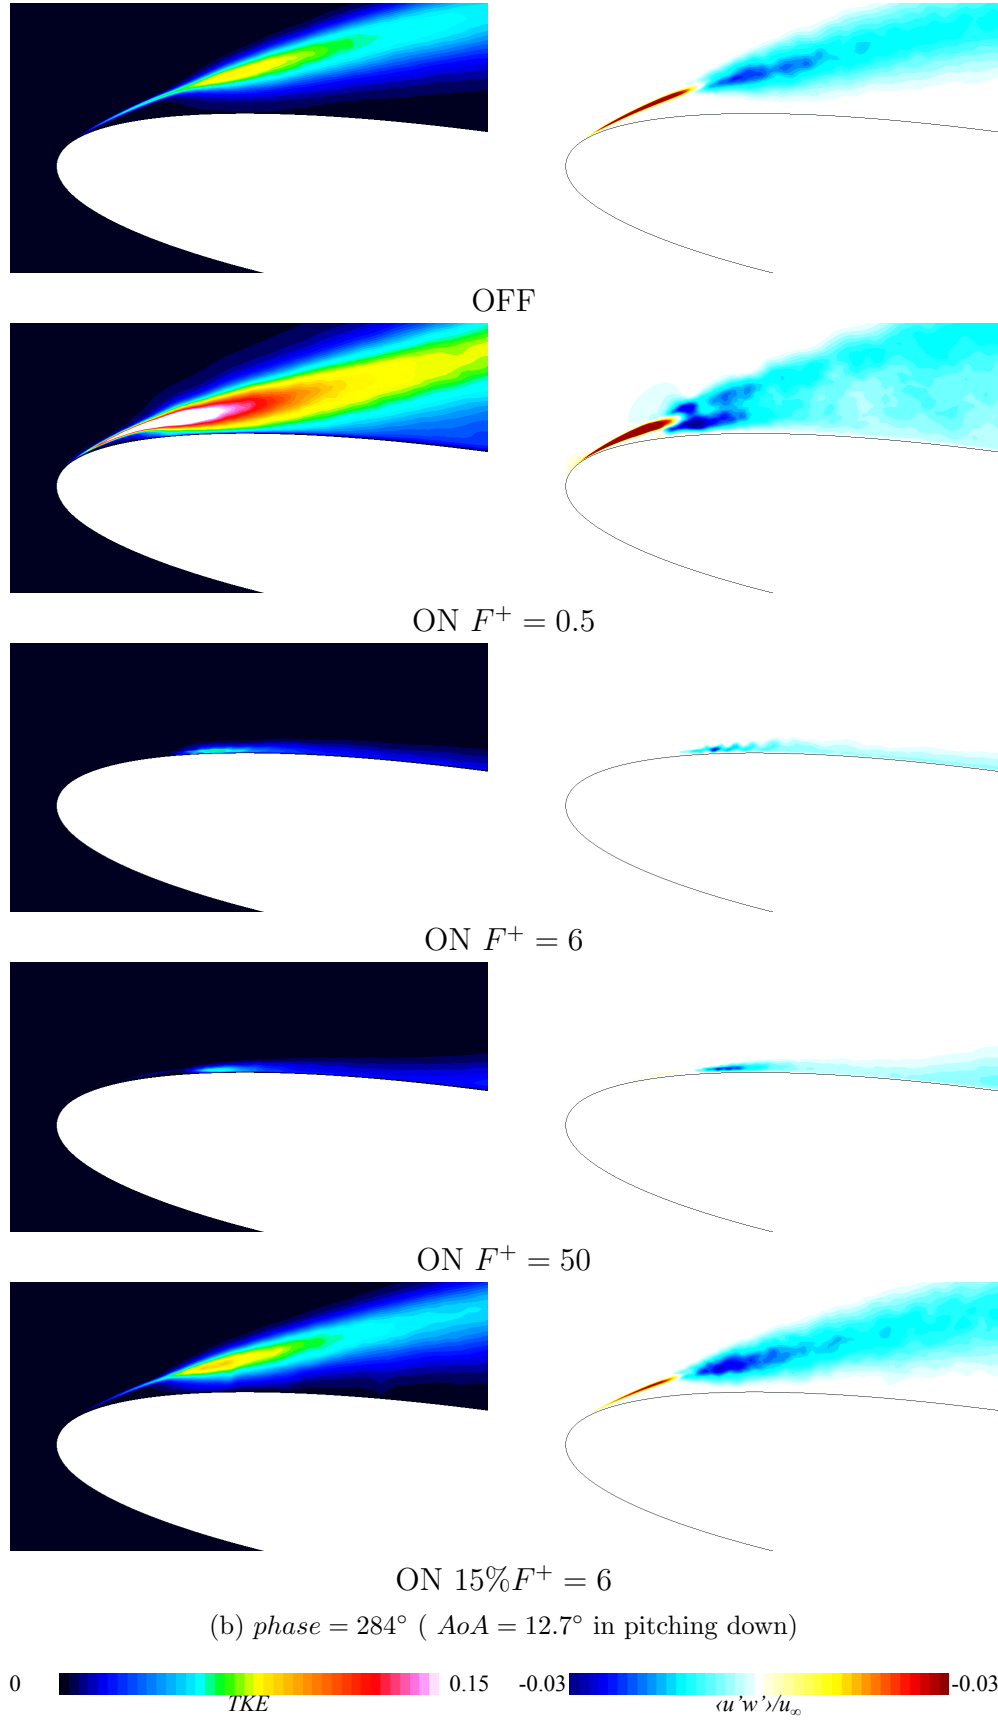 OFF
ON F⁺ = 0.5
ON F⁺ = 6
ON F⁺ = 50
ON 15%F⁺ = 6
(b) phase = 284° ( AoA = 12.7° in pitching down)
0 0.15 -0.03 -0.03
TKE ‹u’w’›/u∞